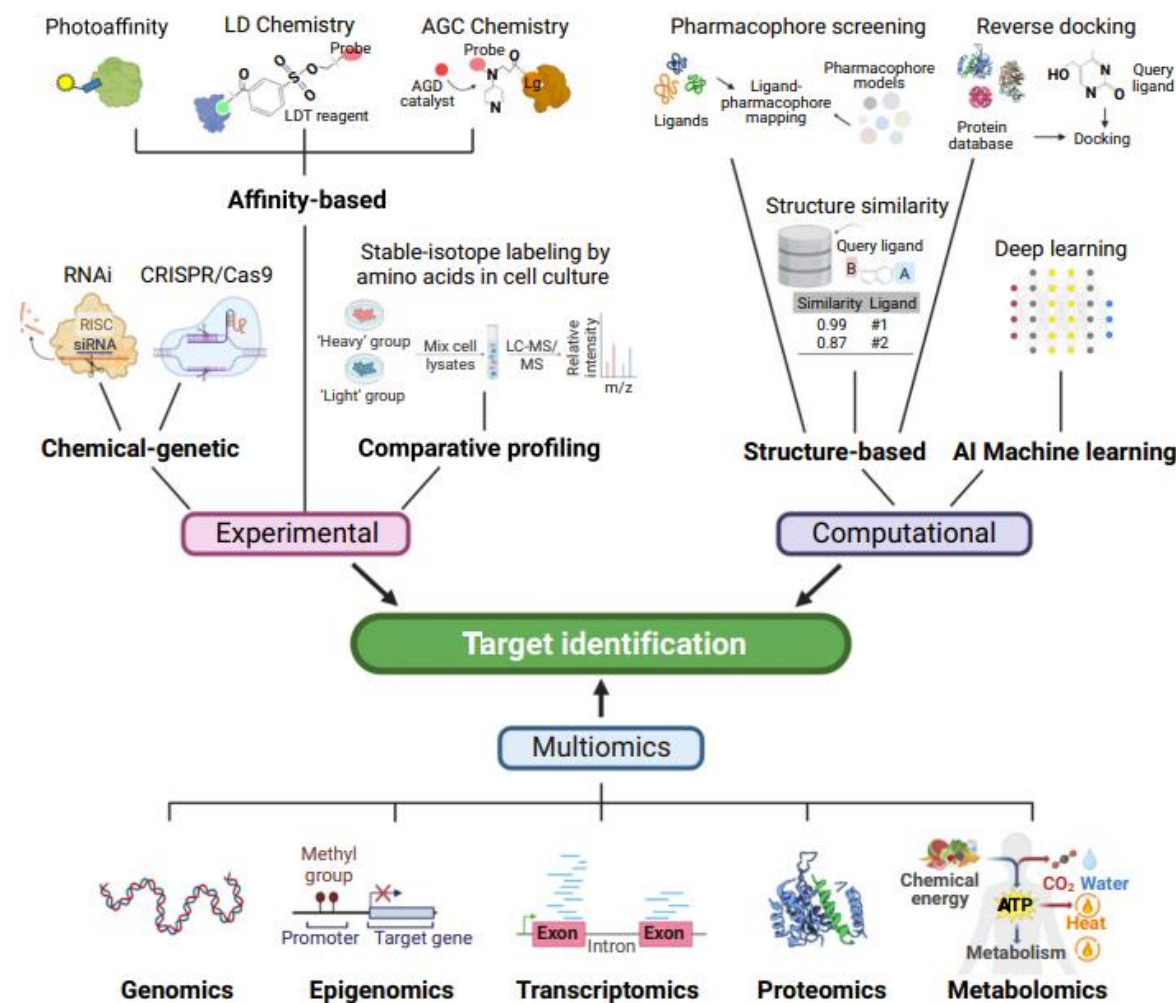 Photoaffinity
LD Chemistry
Probe
O
O
S
O
O
LDT reagent
AGC Chemistry
Probe
O
N
N
Lg
AGD
catalyst
Affinity-based
RNAi
RISC
siRNA
CRISPR/Cas9
Chemical-genetic
Stable-isotope labeling by
amino acids in cell culture
'Heavy' group
'Light' group
Mix cell
lysates
LC-MS/
MS
Relative
intensity
m/z
Comparative profiling
Experimental
Pharmacophore screening
Ligands
Ligand-
pharmacophore
mapping
Pharmacophore
models
Reverse docking
Protein
database
HO
N
N
O
Query
ligand
Docking
Structure similarity
Query ligand
B
A
Similarity Ligand
0.99 #1
0.87 #2
Deep learning
Structure-based
AI Machine learning
Computational
Target identification
Multiomics
Genomics
Methyl
group
Promoter
Target gene
Epigenomics
Exon
Intron
Exon
Transcriptomics
Proteomics
Chemical
energy
CO2 Water
ATP
Heat
Metabolism
Metabolomics